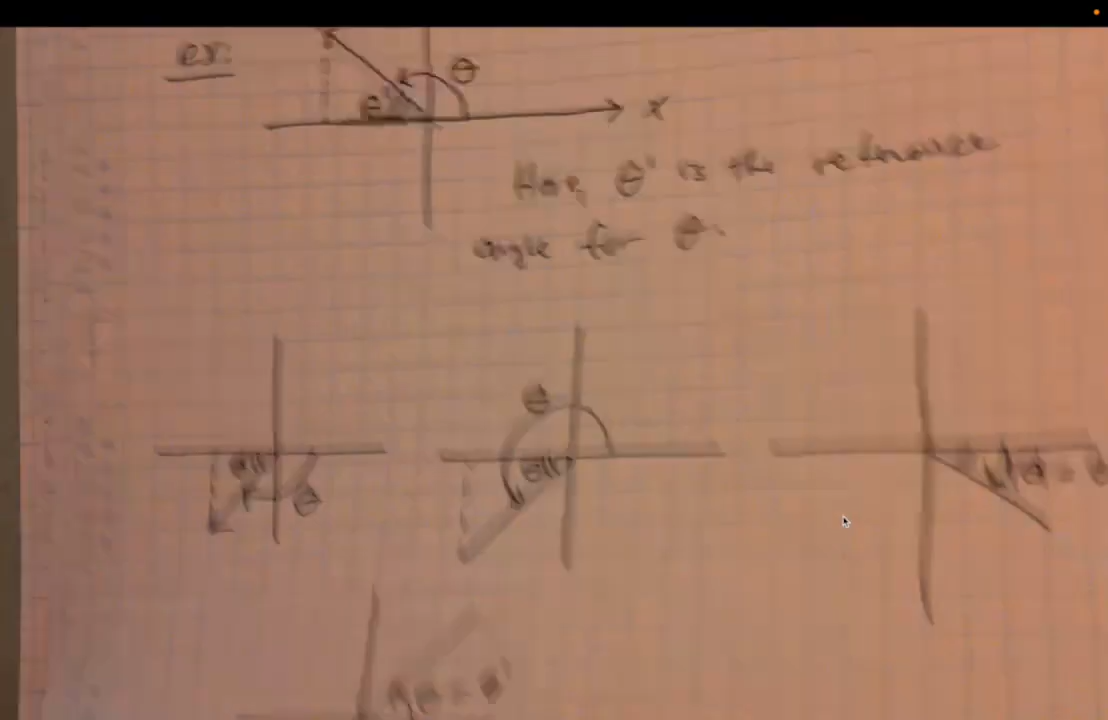 ex:
θ
θ'
x
Here, θ' is the reference
angle for θ.
θ
θ
θ'
θ = θ'